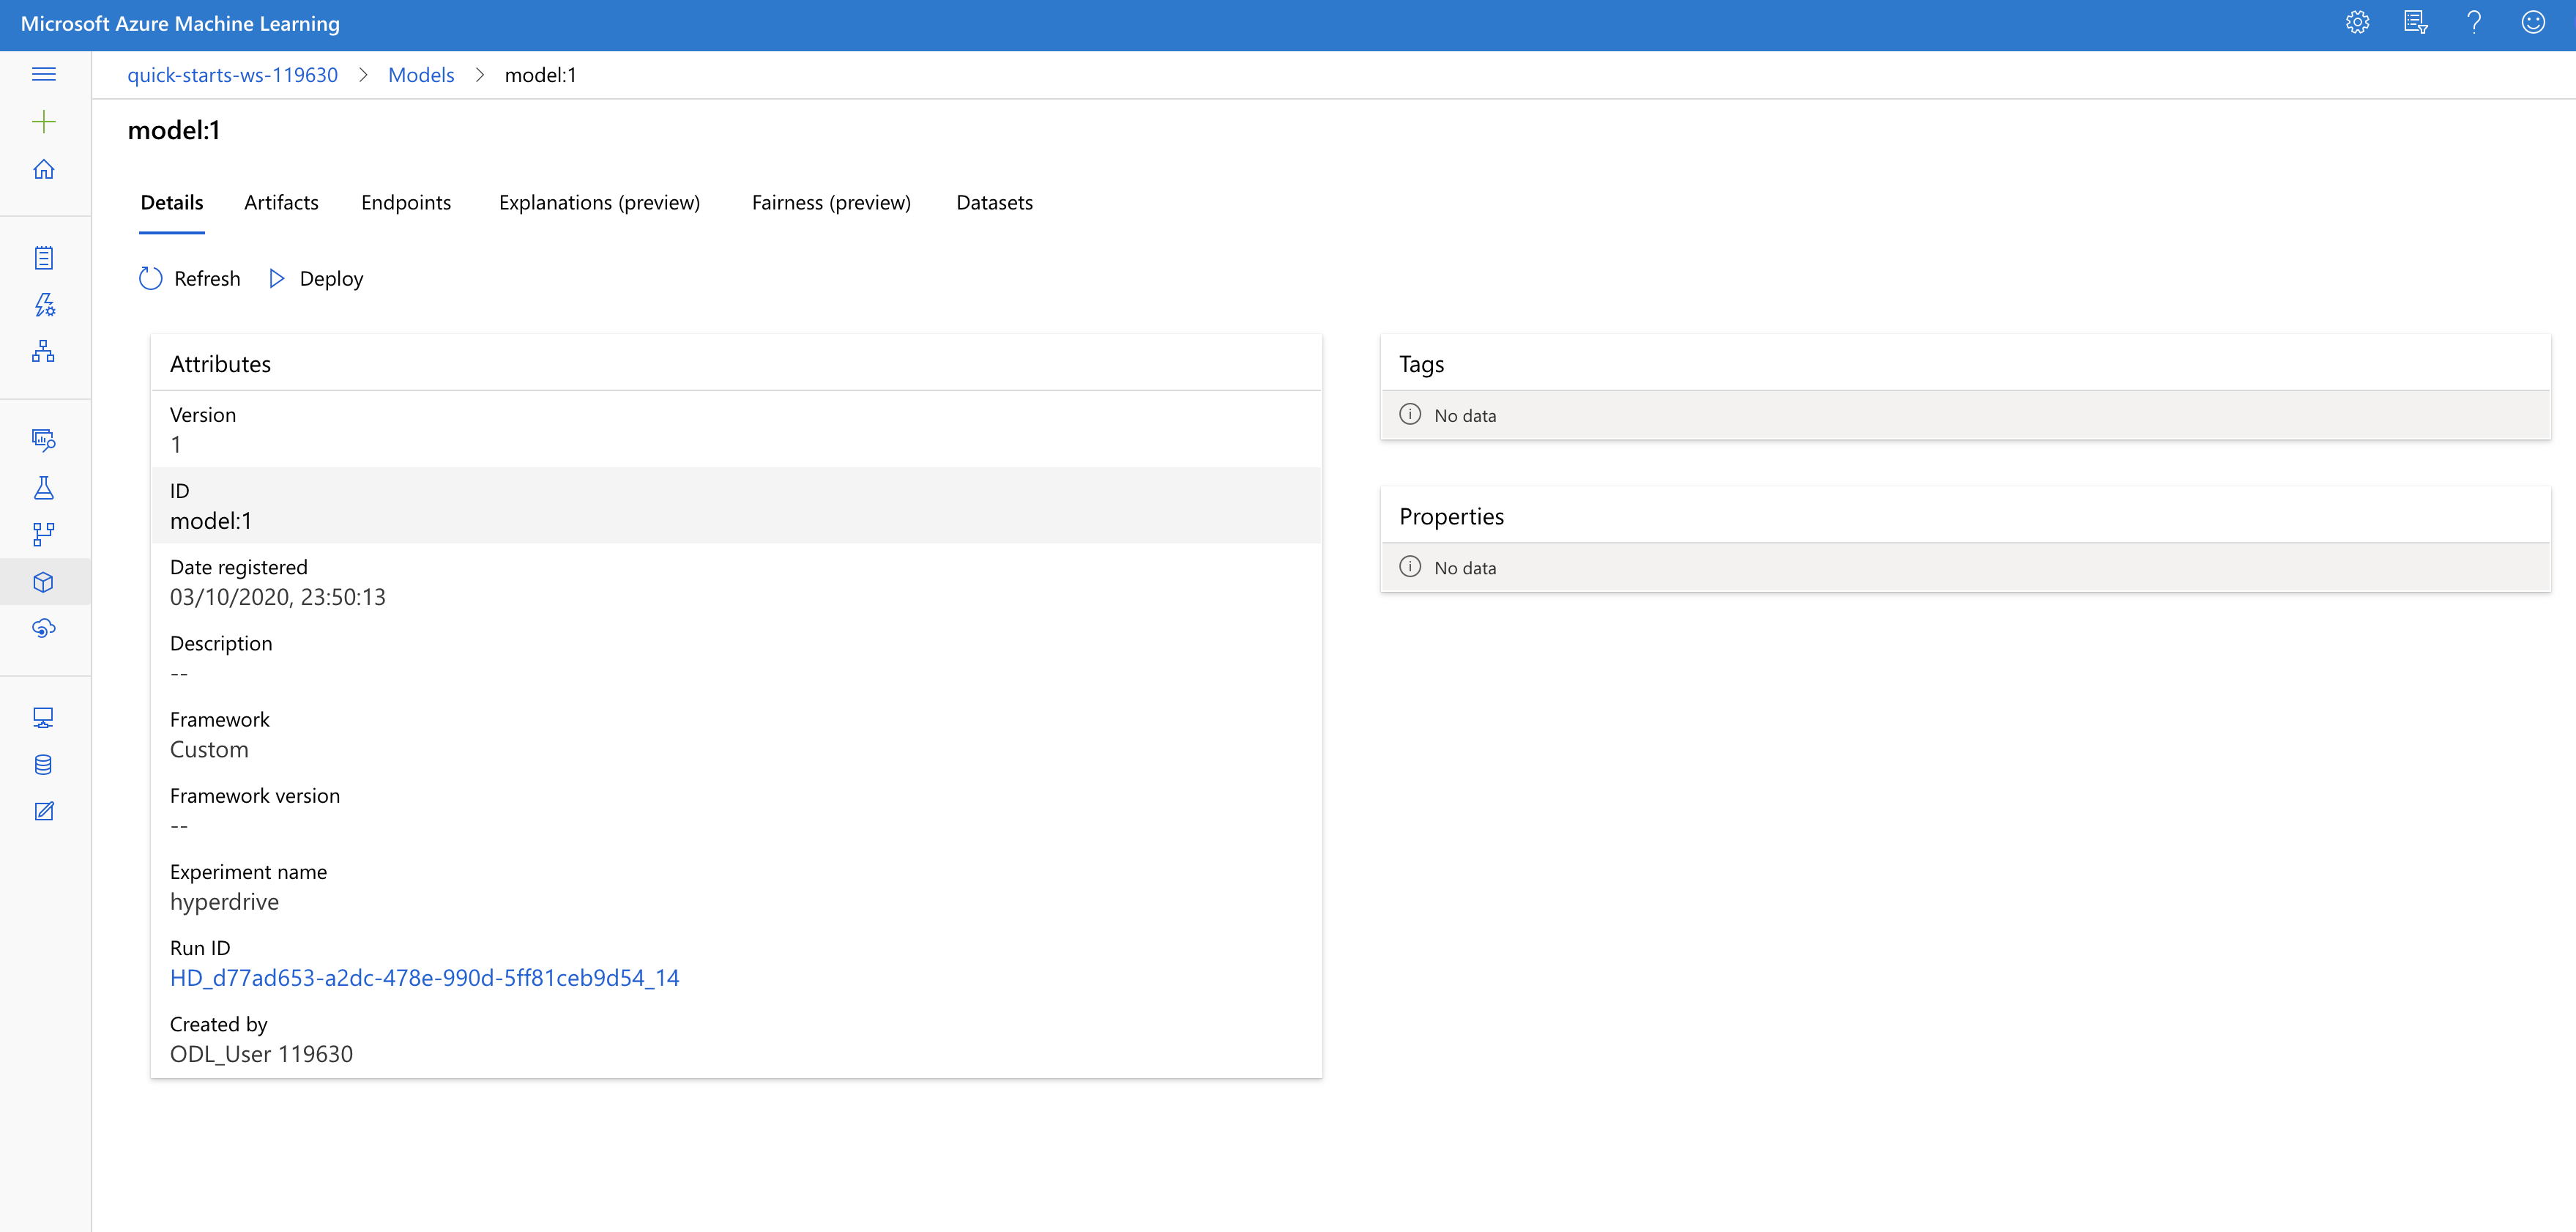 Microsoft Azure Machine Learning
quick-starts-ws-119630 > Models > model:1
model:1
Details Artifacts Endpoints Explanations (preview) Fairness (preview) Datasets
Refresh Deploy
Attributes
Version
1
ID
model:1
Date registered
03/10/2020, 23:50:13
Description
--
Framework
Custom
Framework version
--
Experiment name
hyperdrive
Run ID
HD_d77ad653-a2dc-478e-990d-5ff81ceb9d54_14
Created by
ODL_User 119630
Tags
No data
Properties
No data